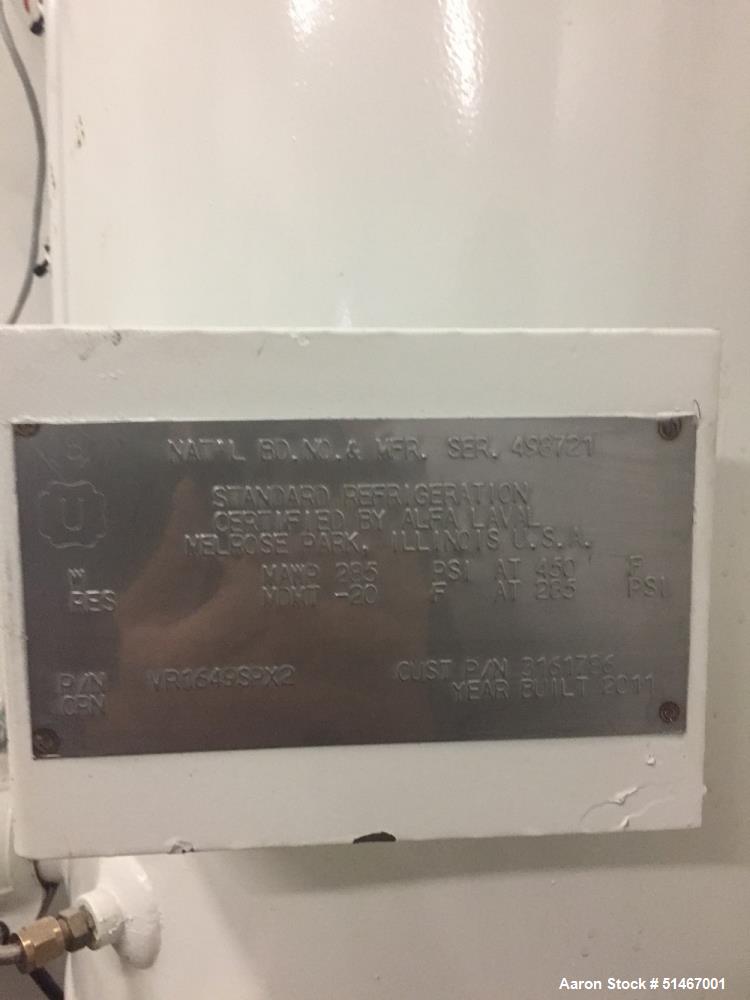 NAT'L BD.NO.& MFR. SER. 498721
U
STANDARD REFRIGERATION
CERTIFIED BY ALFA LAVAL
MELROSE PARK, ILLINOIS U.S.A.
W MAWP 285 PSI AT 450 F
RES MDMT -20 F AT 285 PSI
P/N VR1649SPX2 CUST P/N 3161786
CRN YEAR BUILT 2011
Aaron Stock # 51467001